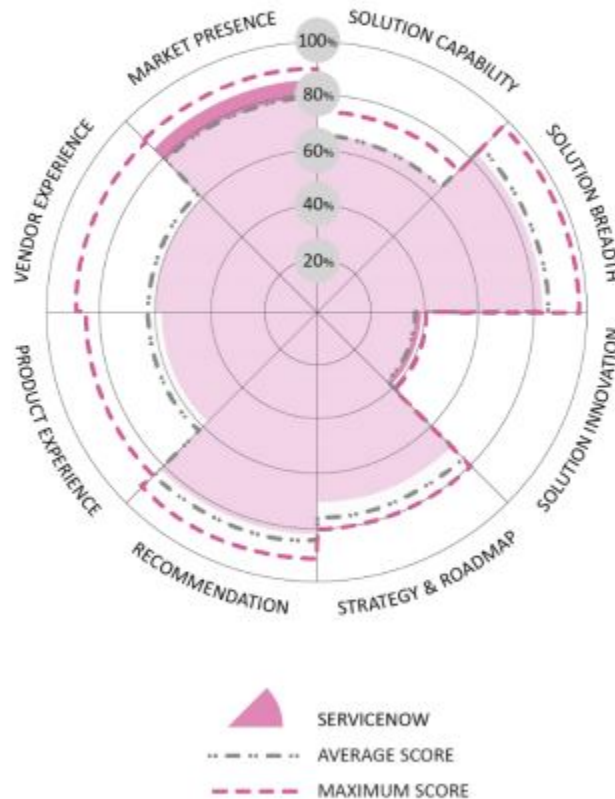 MARKET PRESENCE
SOLUTION CAPABILITY
SOLUTION BREADTH
SOLUTION INNOVATION
STRATEGY & ROADMAP
RECOMMENDATION
PRODUCT EXPERIENCE
VENDOR EXPERIENCE
100%
80%
60%
40%
20%
SERVICENOW
AVERAGE SCORE
MAXIMUM SCORE